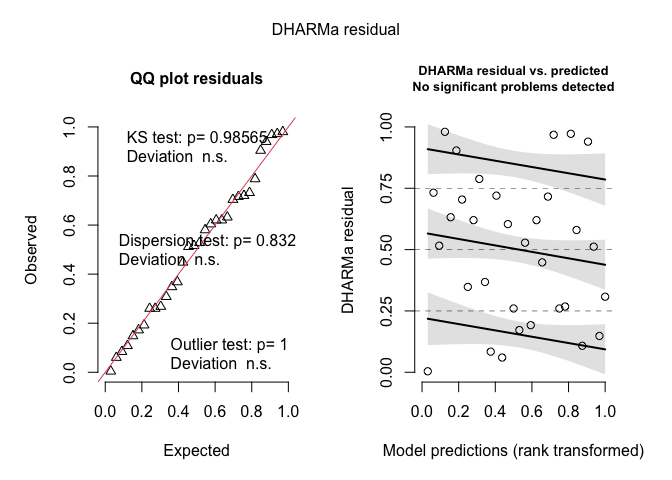 DHARMa residual
QQ plot residuals
KS test: p= 0.98565
Deviation n.s.
Dispersion test: p= 0.832
Deviation n.s.
Outlier test: p= 1
Deviation n.s.
Observed
0.0 0.2 0.4 0.6 0.8 1.0
0.0 0.2 0.4 0.6 0.8 1.0
Expected
DHARMa residual vs. predicted
No significant problems detected
DHARMa residual
0.00 0.25 0.50 0.75 1.00
0.0 0.2 0.4 0.6 0.8 1.0
Model predictions (rank transformed)